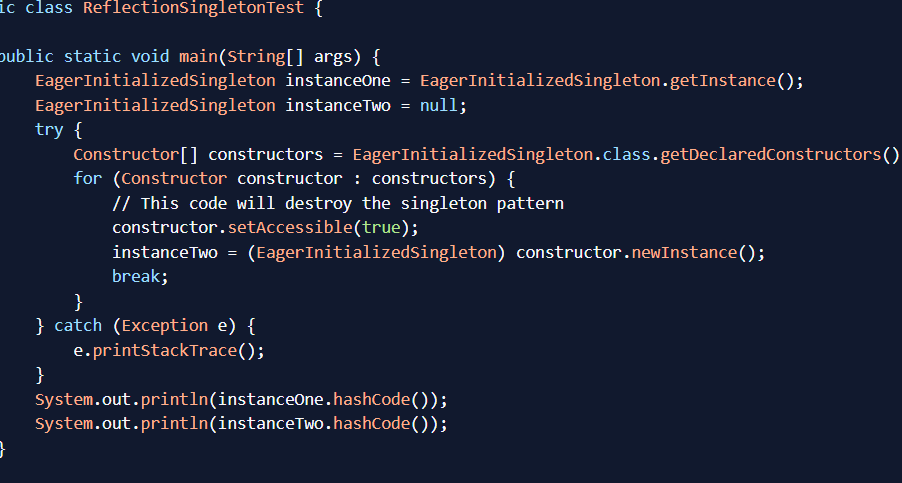 ic class ReflectionSingletonTest {
public static void main(String[] args) {
EagerInitializedSingleton instanceOne = EagerInitializedSingleton.getInstance();
EagerInitializedSingleton instanceTwo = null;
try {
Constructor[] constructors = EagerInitializedSingleton.class.getDeclaredConstructors()
for (Constructor constructor : constructors) {
// This code will destroy the singleton pattern
constructor.setAccessible(true);
instanceTwo = (EagerInitializedSingleton) constructor.newInstance();
break;
}
} catch (Exception e) {
e.printStackTrace();
}
System.out.println(instanceOne.hashCode());
System.out.println(instanceTwo.hashCode());
}